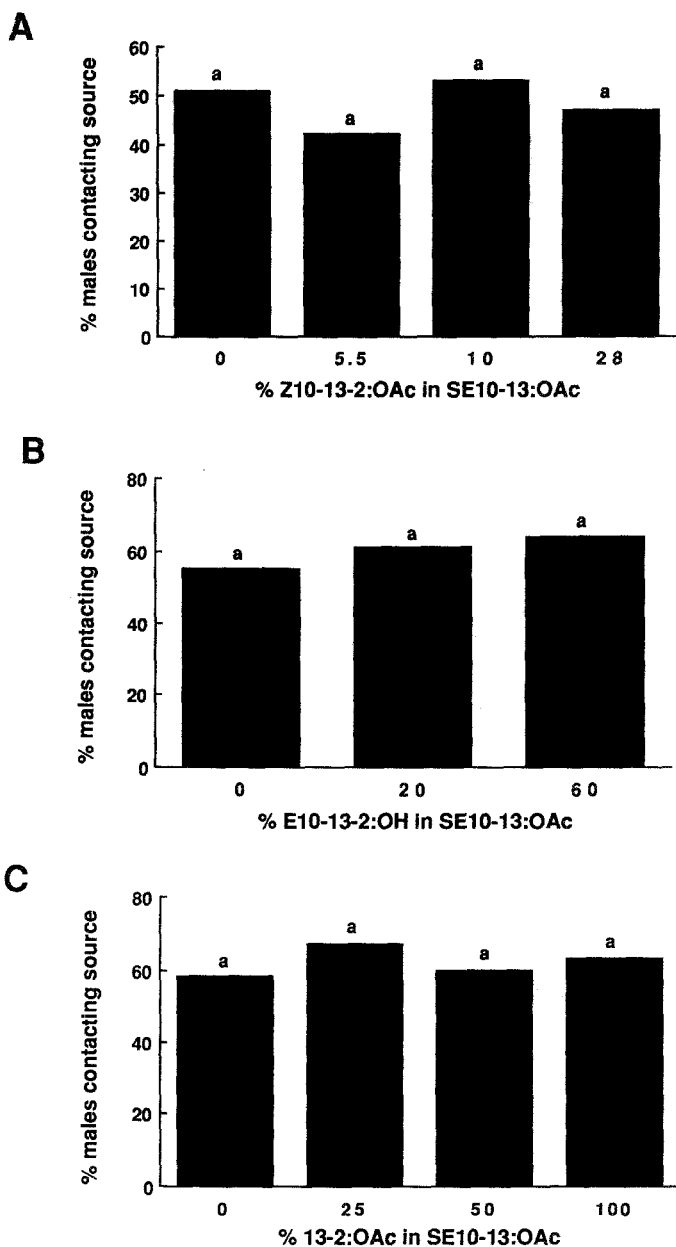 A
% males contacting source
60
50
40
30
20
10
0
a
a
a
a
0 5.5 10 28
% Z10-13-2:OAc in SE10-13:OAc
B
% males contacting source
80
60
40
20
0
a
a
a
0 20 60
% E10-13-2:OH in SE10-13:OAc
C
% males contacting source
80
60
40
20
0
a
a
a
a
0 25 50 100
% 13-2:OAc in SE10-13:OAc